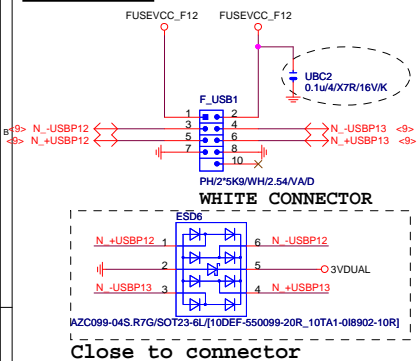 FUSEVCC_F12 FUSEVCC_F12
UBC2
0.1u/4/X7R/16V/K
F_USB1
1 2
B <9> N_-USBP12 3 4 N_-USBP13 <9>
<9> N_+USBP12 5 6 N_+USBP13 <9>
7 8
10
PH/2*5K9/WH/2.54/VA/D
WHITE CONNECTOR
ESD6
N_+USBP12 1 6 N_-USBP12
2 5 3VDUAL
N_-USBP13 3 4 N_+USBP13
AZC099-04S.R7G/SOT23-6L/[10DEF-550099-20R_10TA1-0I8902-10R]
Close to connector